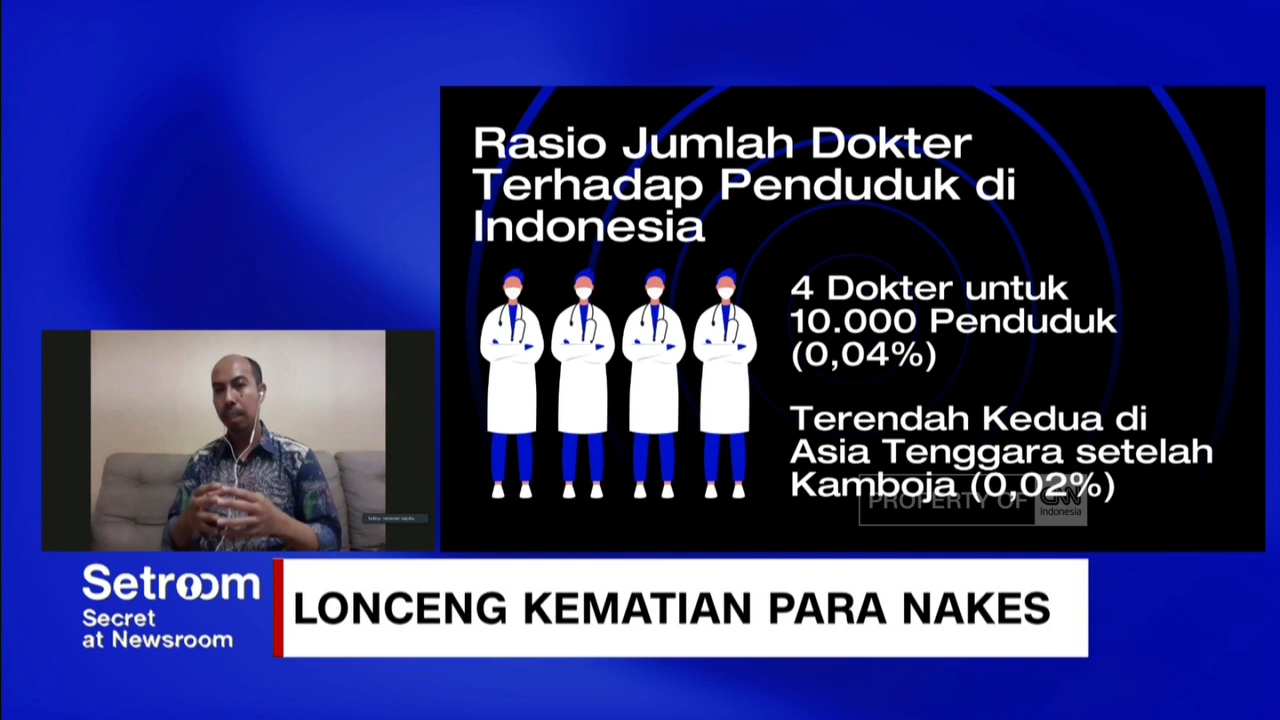 Rasio Jumlah Dokter
Terhadap Penduduk di
Indonesia
4 Dokter untuk
10.000 Penduduk
(0,04%)
Terendah Kedua di
Asia Tenggara setelah
Kamboja (0,02%)
PROPERTY OF CNN
Indonesia
Setroom
Secret
at Newsroom
LONCENG KEMATIAN PARA NAKES